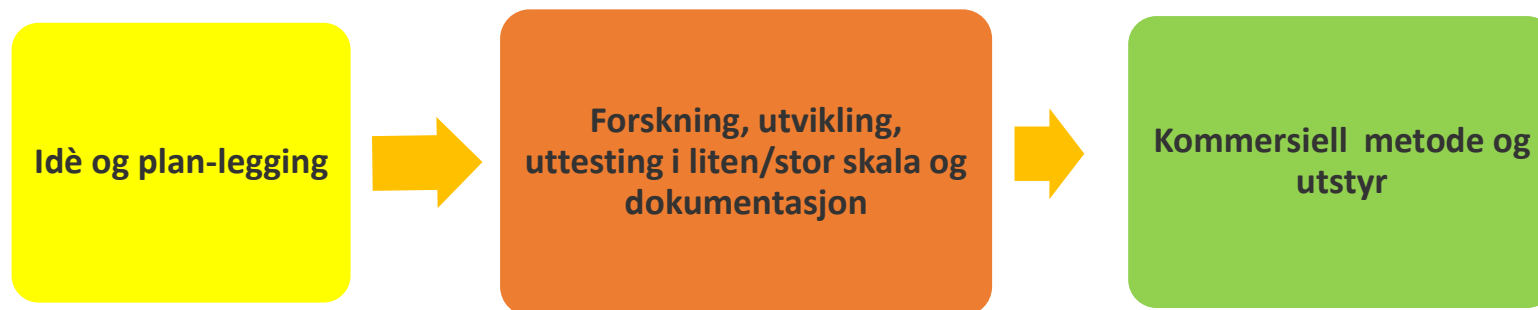 Idè og plan-legging
Forskning, utvikling,
uttesting i liten/stor skala og
dokumentasjon
Kommersiell  metode og
utstyr